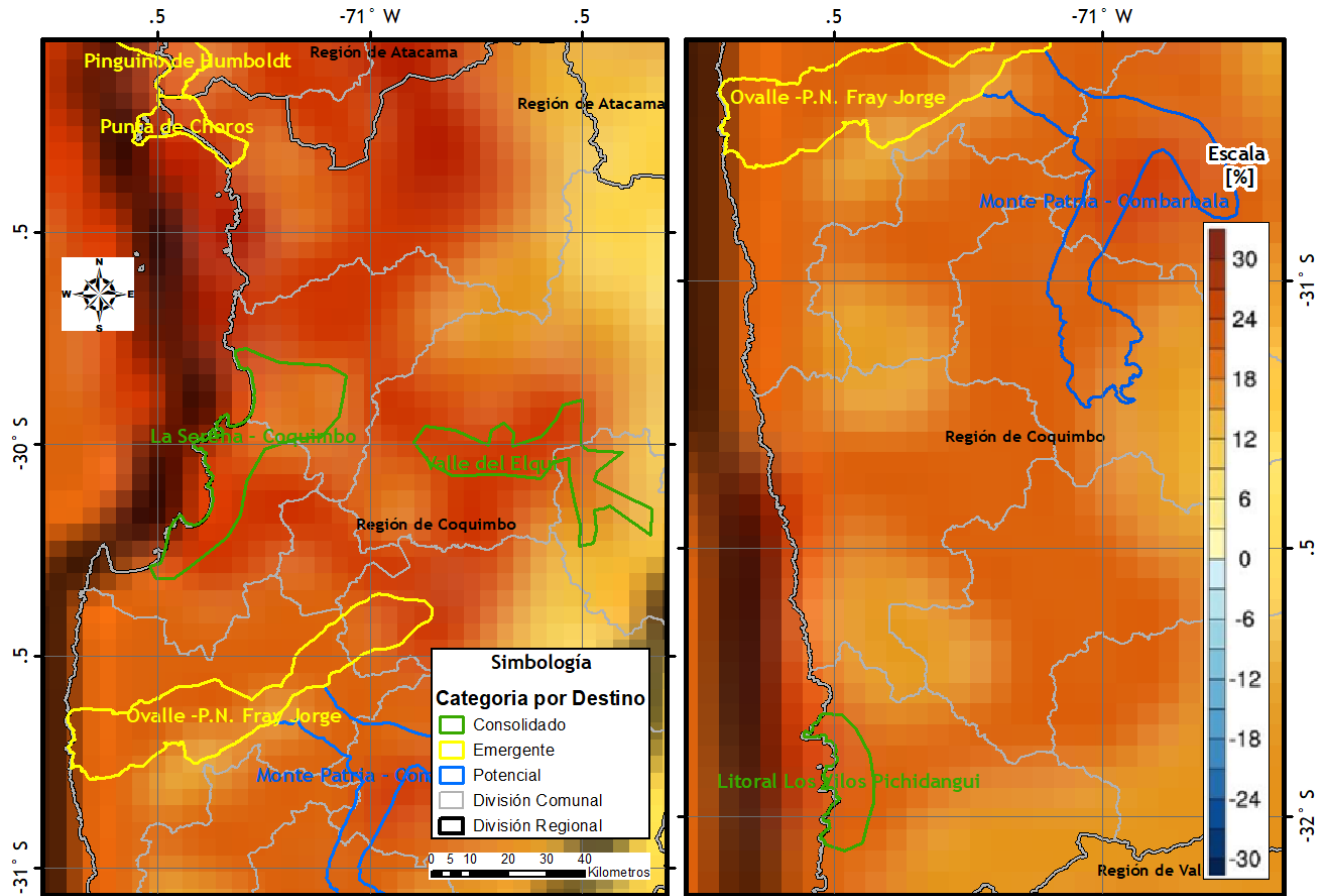 .5
-71° W
.5
.5
-71° W
Región de Atacama
Pinguino de Humboldt
Región de Atacama
Punta de Choros
.5
N
W
E
S
La Serena - Coquimbo
-30° S
Valle del Elqui
Región de Coquimbo
.5
Ovalle -P.N. Fray Jorge
Monte Patria - Com
-31° S
Simbología
Categoria por Destino
Consolidado
Emergente
Potencial
División Comunal
División Regional
0 5 10 20 30 40
Kilometros
Ovalle -P.N. Fray Jorge
Monte Patria - Combarbala
Región de Coquimbo
Litoral Los Vilos Pichidangui
Región de Val
Escala
[%]
30
24
18
12
6
0
-6
-12
-18
-24
-30
-31° S
.5
-32° S